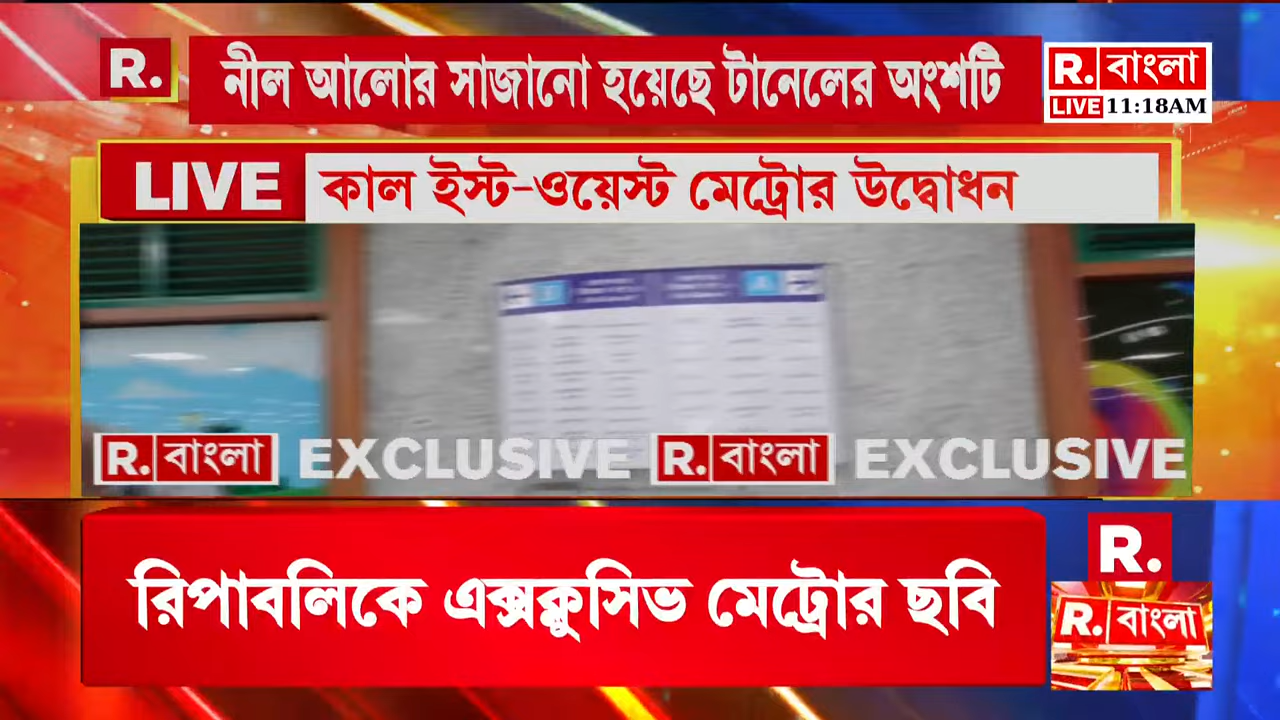 R. নীল আলোর সাজানো হয়েছে টানেলের অংশটি R. বাংলা
LIVE 11:18AM
LIVE কাল ইস্ট-ওয়েস্ট মেট্রোর উদ্বোধন
R. বাংলা EXCLUSIVE R. বাংলা EXCLUSIVE
রিপাবলিকে এক্সক্লুসিভ মেট্রোর ছবি
R.
R. বাংলা